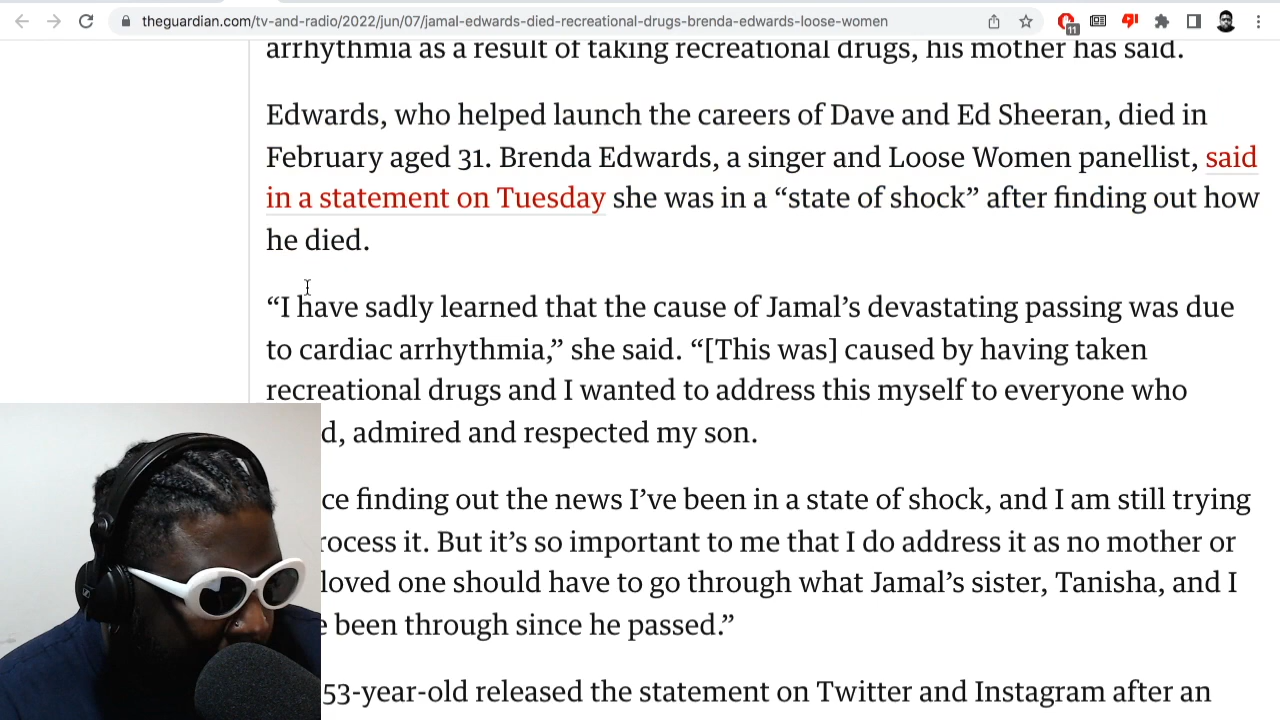 theguardian.com/tv-and-radio/2022/jun/07/jamal-edwards-died-recreational-drugs-brenda-edwards-loose-women
11
arrhythmia as a result of taking recreational drugs, his mother has said.
Edwards, who helped launch the careers of Dave and Ed Sheeran, died in
February aged 31. Brenda Edwards, a singer and Loose Women panellist, said
in a statement on Tuesday she was in a “state of shock” after finding out how
he died.
“I have sadly learned that the cause of Jamal’s devastating passing was due
to cardiac arrhythmia,” she said. “[This was] caused by having taken
recreational drugs and I wanted to address this myself to everyone who
d, admired and respected my son.
ce finding out the news I’ve been in a state of shock, and I am still trying
rocess it. But it’s so important to me that I do address it as no mother or
loved one should have to go through what Jamal’s sister, Tanisha, and I
e been through since he passed.”
53-year-old released the statement on Twitter and Instagram after an